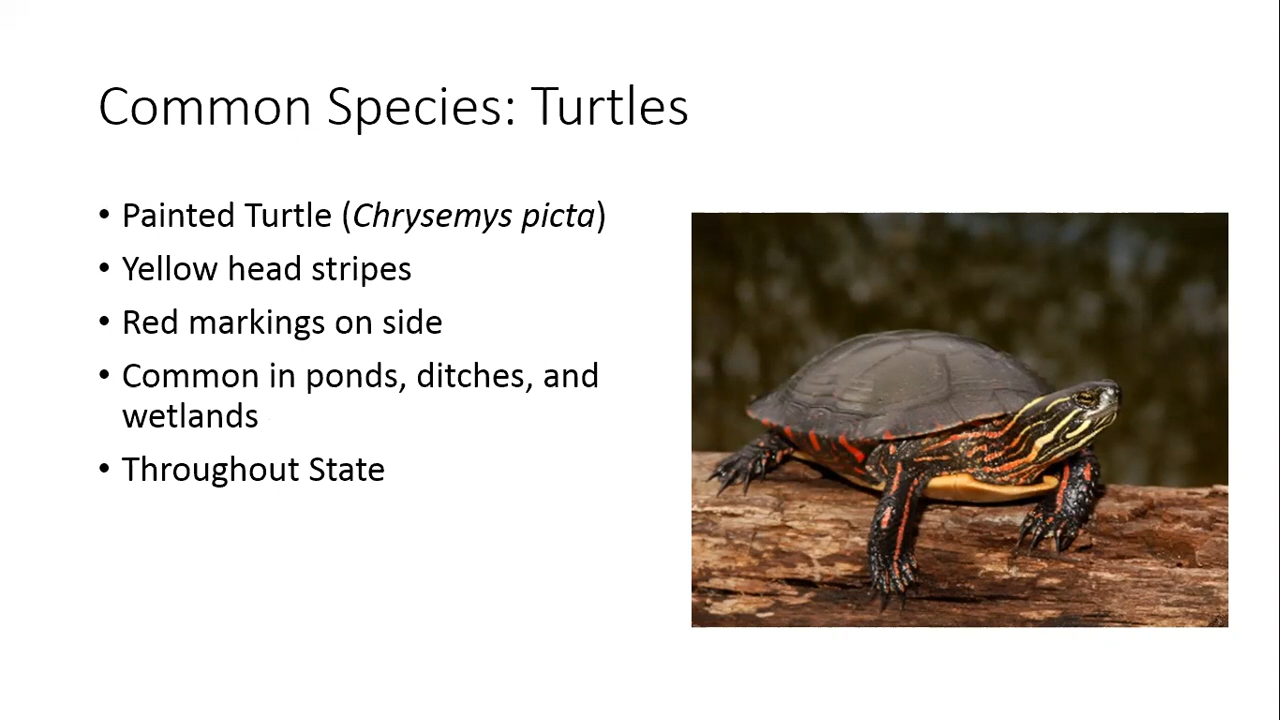 Common Species: Turtles
• Painted Turtle (Chrysemys picta)
• Yellow head stripes
• Red markings on side
• Common in ponds, ditches, and
wetlands
• Throughout State